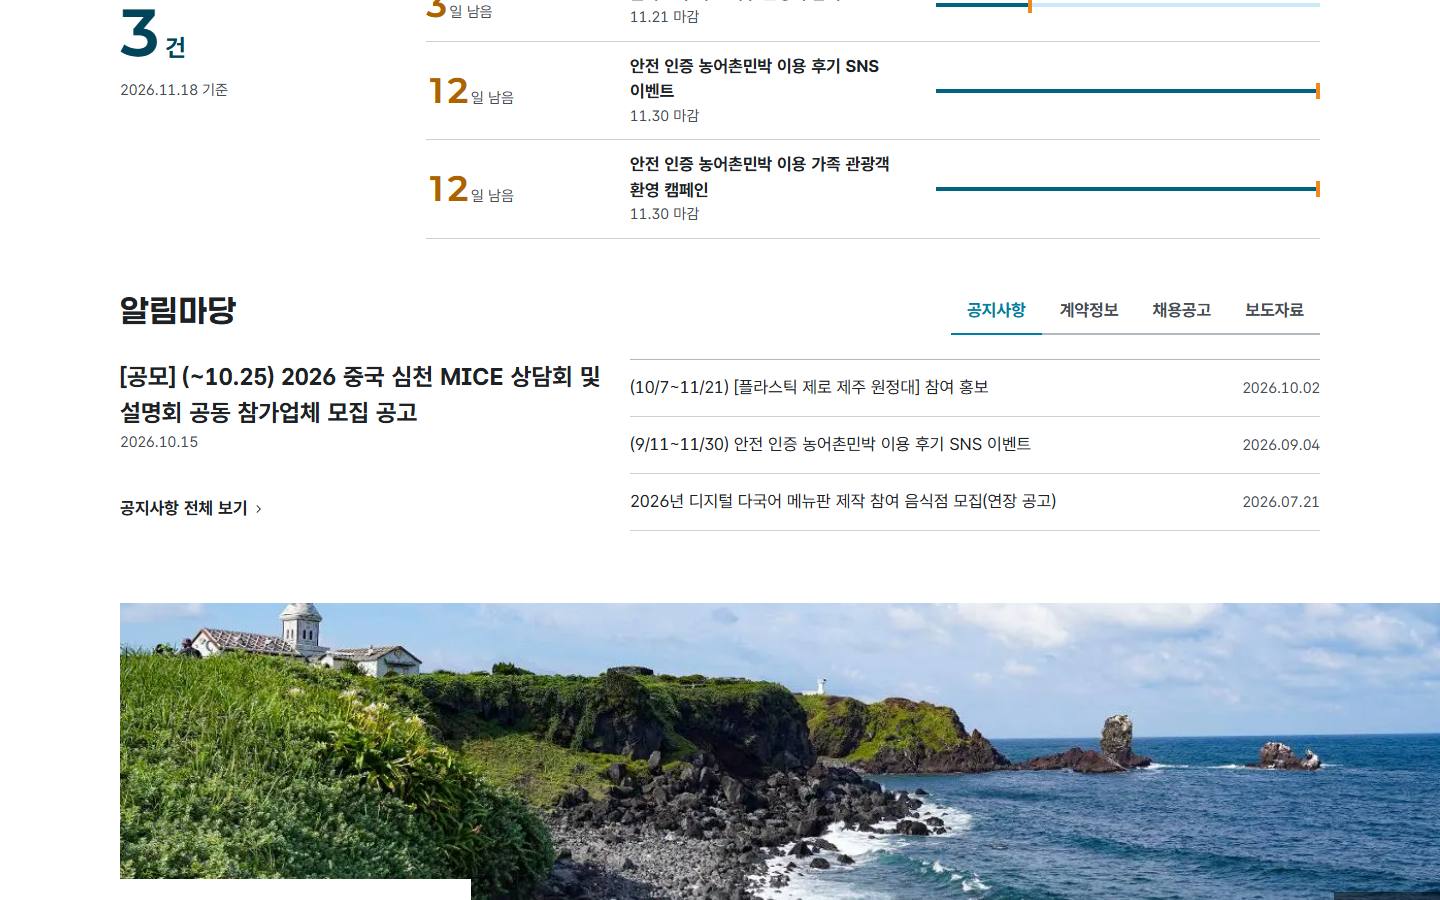 3 건
2026.11.18 기준
3일 남음
11.21 마감
12일 남음
안전 인증 농어촌민박 이용 후기 SNS
이벤트
11.30 마감
12일 남음
안전 인증 농어촌민박 이용 가족 관광객
환영 캠페인
11.30 마감
알림마당
공지사항 계약정보 채용공고 보도자료
[공모] (~10.25) 2026 중국 심천 MICE 상담회 및
설명회 공동 참가업체 모집 공고
2026.10.15
공지사항 전체 보기
(10/7~11/21) [플라스틱 제로 제주 원정대] 참여 홍보 2026.10.02
(9/11~11/30) 안전 인증 농어촌민박 이용 후기 SNS 이벤트 2026.09.04
2026년 디지털 다국어 메뉴판 제작 참여 음식점 모집(연장 공고) 2026.07.21